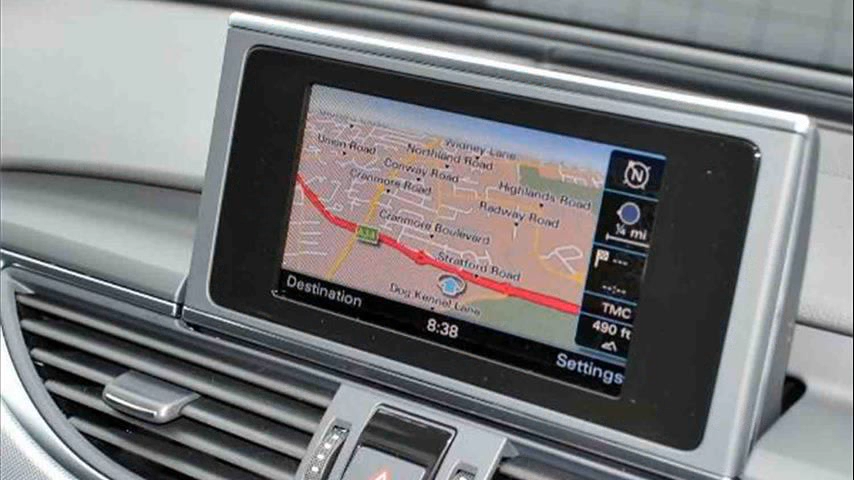 Widney Lane
Union Road
Northland Road
Conway Road
Cranmore Road
Highlands Road
Radway Road
Cranmore Boulevard
Stratford Road
Dog Kennel Lane
Destination
8:38
Settings
N
¼ mi
---
--:--
TMC
490 ft